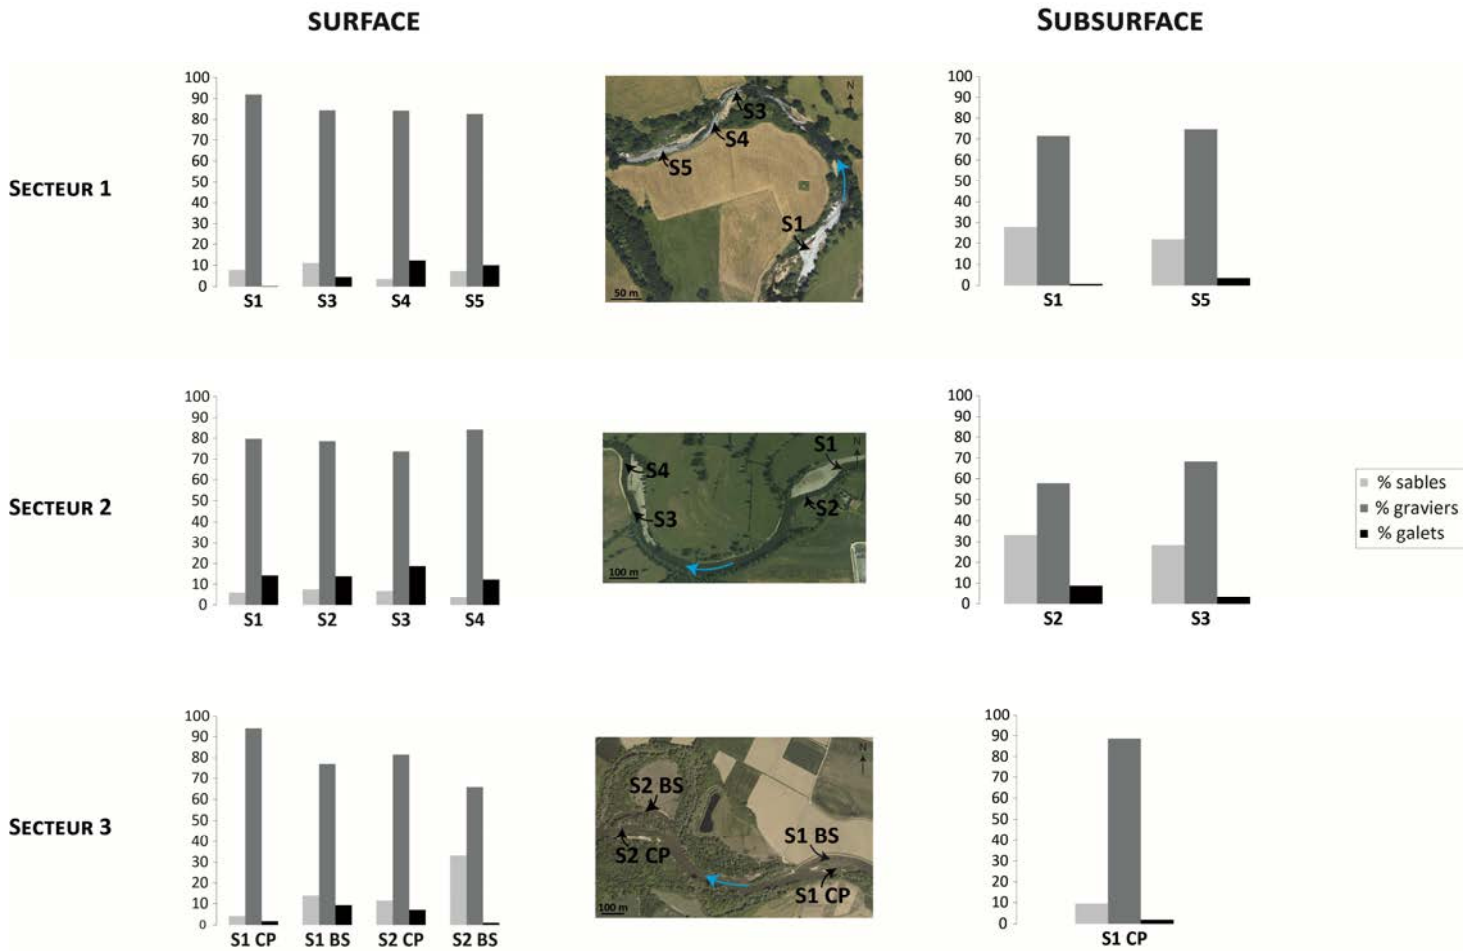 SURFACE
SUBSURFACE
SECTEUR 1
100
90
80
70
60
50
40
30
20
10
0
S1 S3 S4 S5
N
S3
S4
S5
S1
50 m
100
90
80
70
60
50
40
30
20
10
0
S1 S5
SECTEUR 2
100
90
80
70
60
50
40
30
20
10
0
S1 S2 S3 S4
N
S1
S4
S2
S3
100 m
100
90
80
70
60
50
40
30
20
10
0
S2 S3
% sables
% graviers
% galets
SECTEUR 3
100
90
80
70
60
50
40
30
20
10
0
S1 CP S1 BS S2 CP S2 BS
N
S2 BS
S1 BS
S2 CP
S1 CP
100 m
100
90
80
70
60
50
40
30
20
10
0
S1 CP